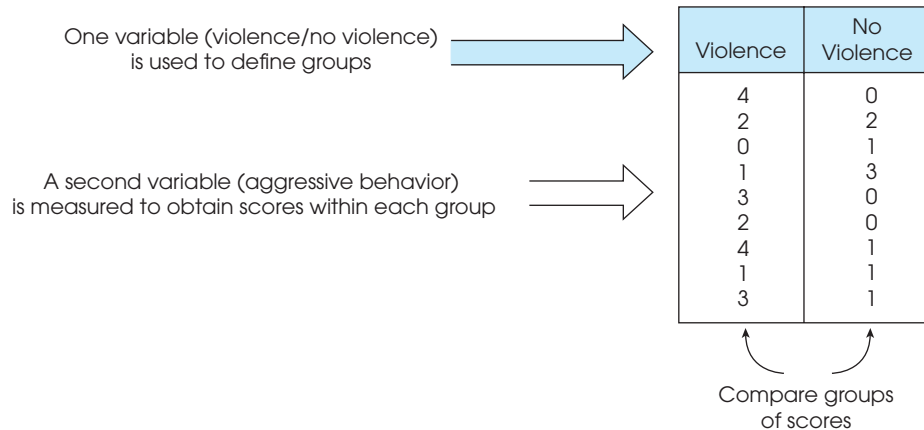 One variable (violence/no violence)
is used to define groups
Violence
No
Violence
A second variable (aggressive behavior)
is measured to obtain scores within each group
4 0
2 2
0 1
1 3
3 0
2 0
4 1
1 1
3 1
Compare groups
of scores